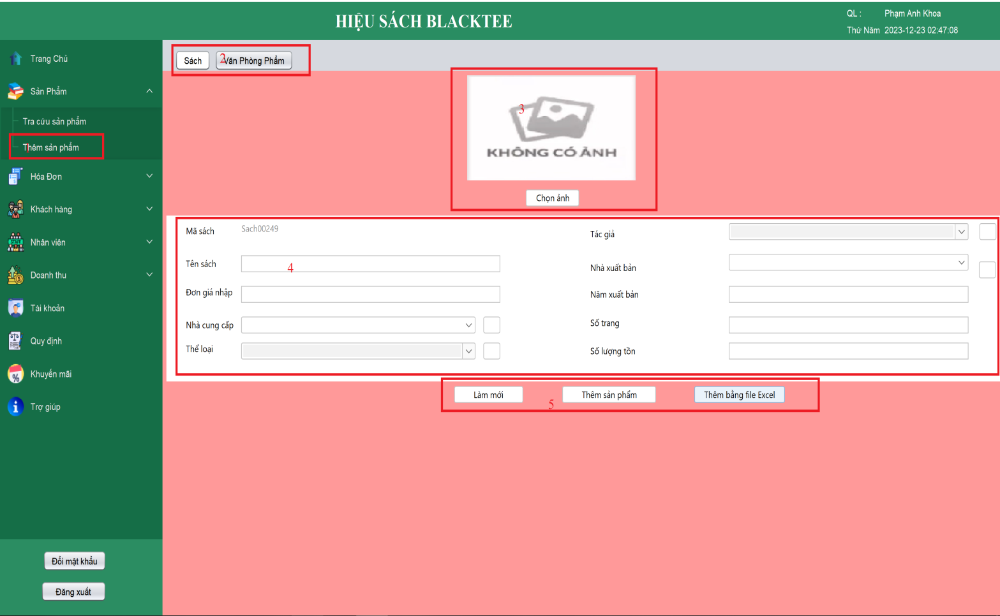 HIỆU SÁCH BLACKTEE
QL : Phạm Anh Khoa
Thứ Năm 2023-12-23 02:47:08
Trang Chủ
Sản Phẩm
Tra cứu sản phẩm
1
Thêm sản phẩm
Hóa Đơn
Khách hàng
Nhân viên
Doanh thu
Tài khoản
Quy định
Khuyến mãi
Trợ giúp
Đổi mật khẩu
Đăng xuất
Sách
2
Văn Phòng Phẩm
3
KHÔNG CÓ ẢNH
Chọn ảnh
Mã sách Sach00249
Tên sách
4
Đơn giá nhập
Nhà cung cấp
Thể loại
Tác giả
Nhà xuất bản
Năm xuất bản
Số trang
Số lượng tồn
Làm mới
5
Thêm sản phẩm
Thêm bằng file Excel